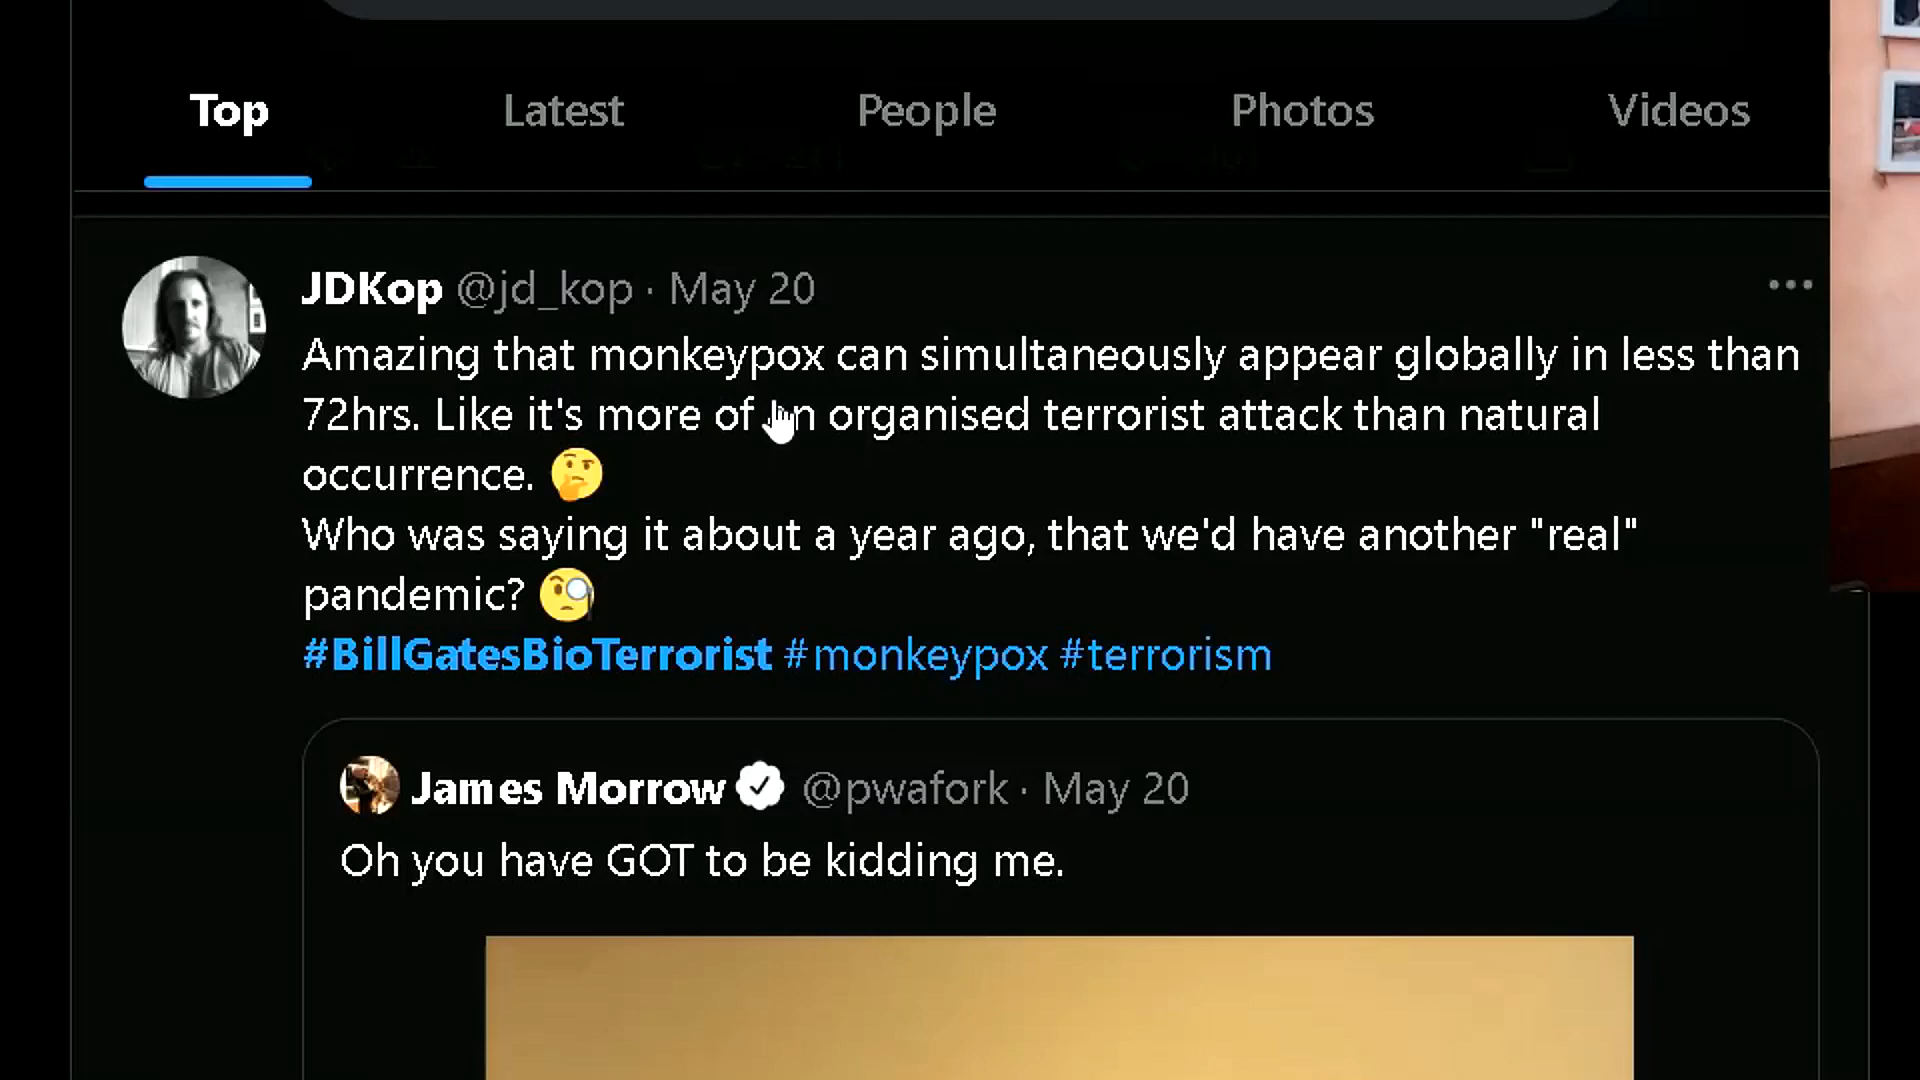 Top Latest People Photos Videos
JDKop @jd_kop · May 20
Amazing that monkeypox can simultaneously appear globally in less than
72hrs. Like it's more of an organised terrorist attack than natural
occurrence. 🤔
Who was saying it about a year ago, that we'd have another "real"
pandemic? 🧐
#BillGatesBioTerrorist #monkeypox #terrorism
James Morrow @pwafork · May 20
Oh you have GOT to be kidding me.